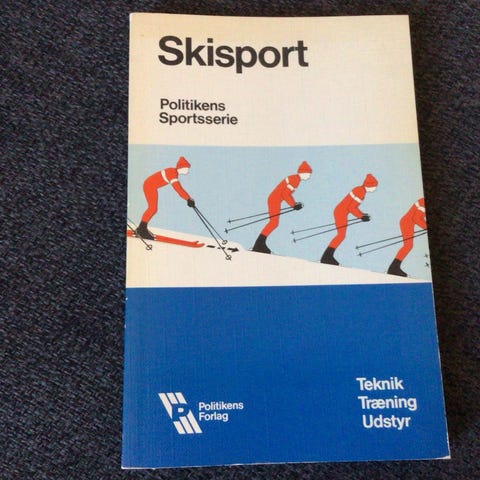 Skisport
Politikens
Sportsserie
Teknik
Træning
Udstyr
P
Politikens
Forlag